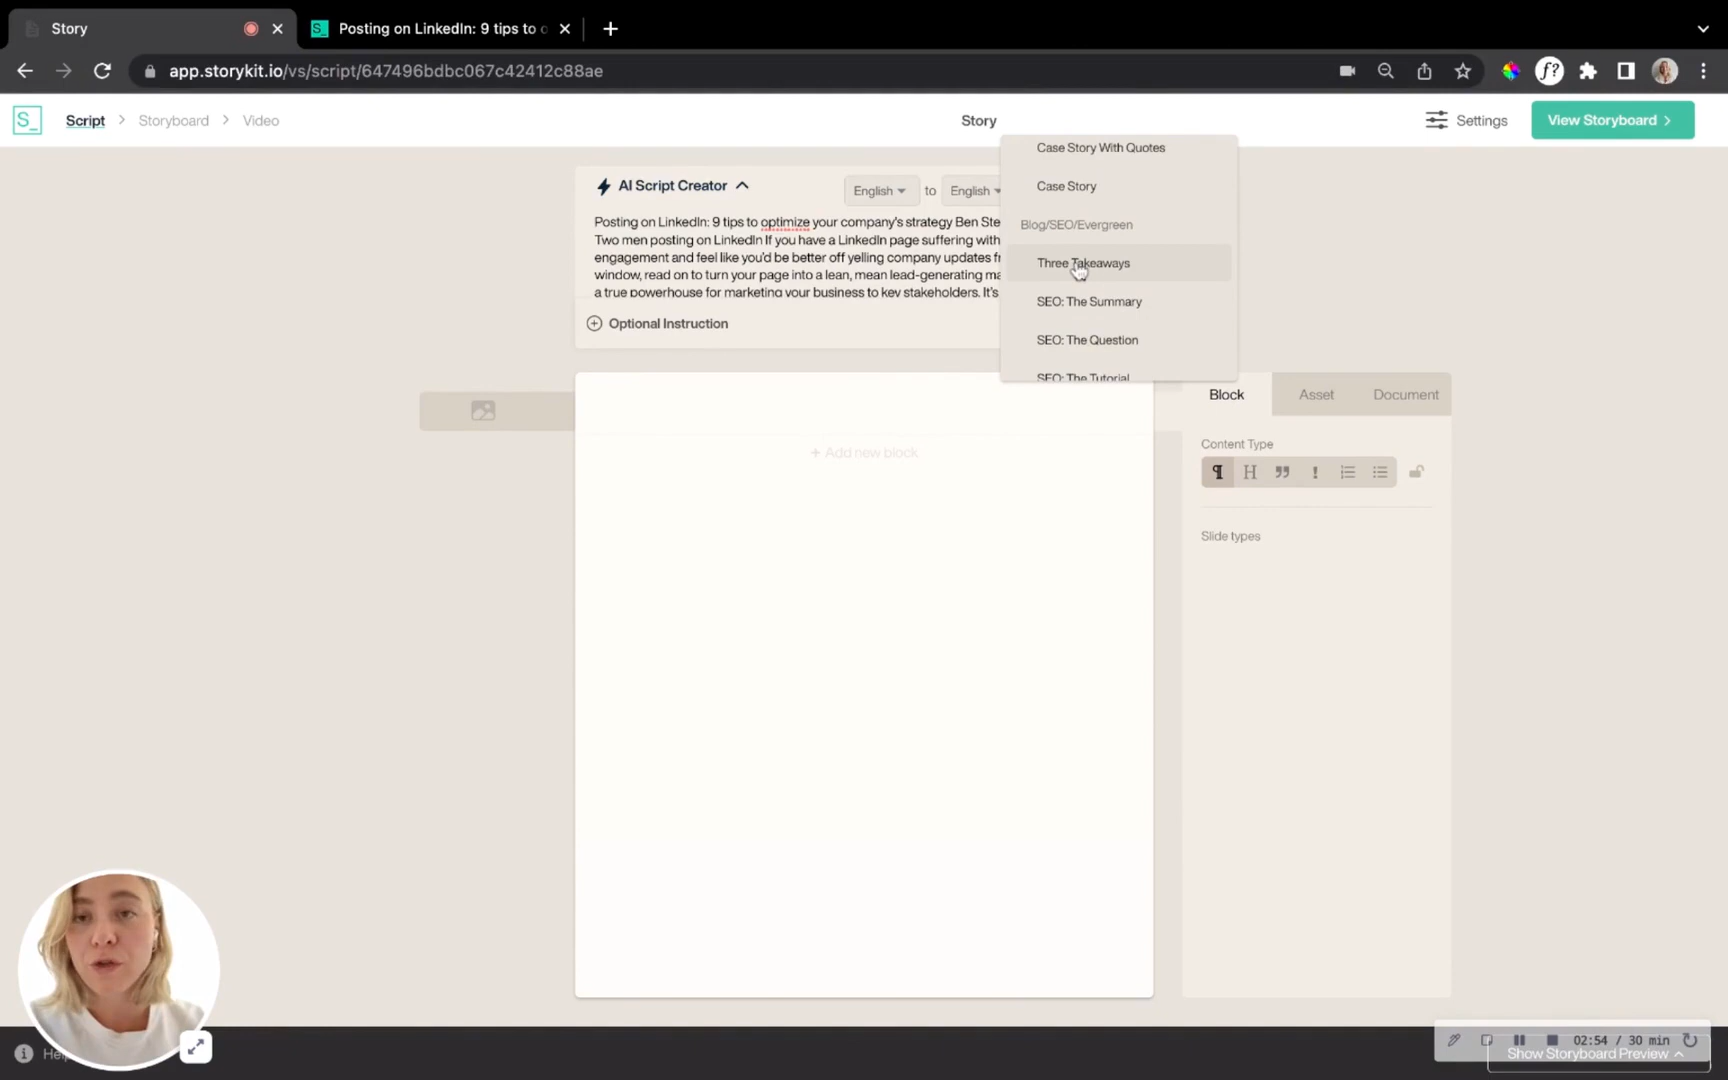 Story
S_ Posting on LinkedIn: 9 tips to o
app.storykit.io/vs/script/647496bdbc067c42412c88ae
f?
S_ Script > Storyboard > Video
Story
Settings
View Storyboard >
AI Script Creator
English to English
Posting on LinkedIn: 9 tips to optimize your company's strategy Ben Ste
Two men posting on LinkedIn If you have a LinkedIn page suffering with
engagement and feel like you'd be better off yelling company updates fr
window, read on to turn your page into a lean, mean lead-generating ma
a true powerhouse for marketing your business to key stakeholders. It's
Optional Instruction
Case Story With Quotes
Case Story
Blog/SEO/Evergreen
Three Takeaways
SEO: The Summary
SEO: The Question
SEO: The Tutorial
+ Add new block
Block Asset Document
Content Type
¶ H ” !
Slide types
Hel
02:54 / 30 min
Show Storyboard Preview